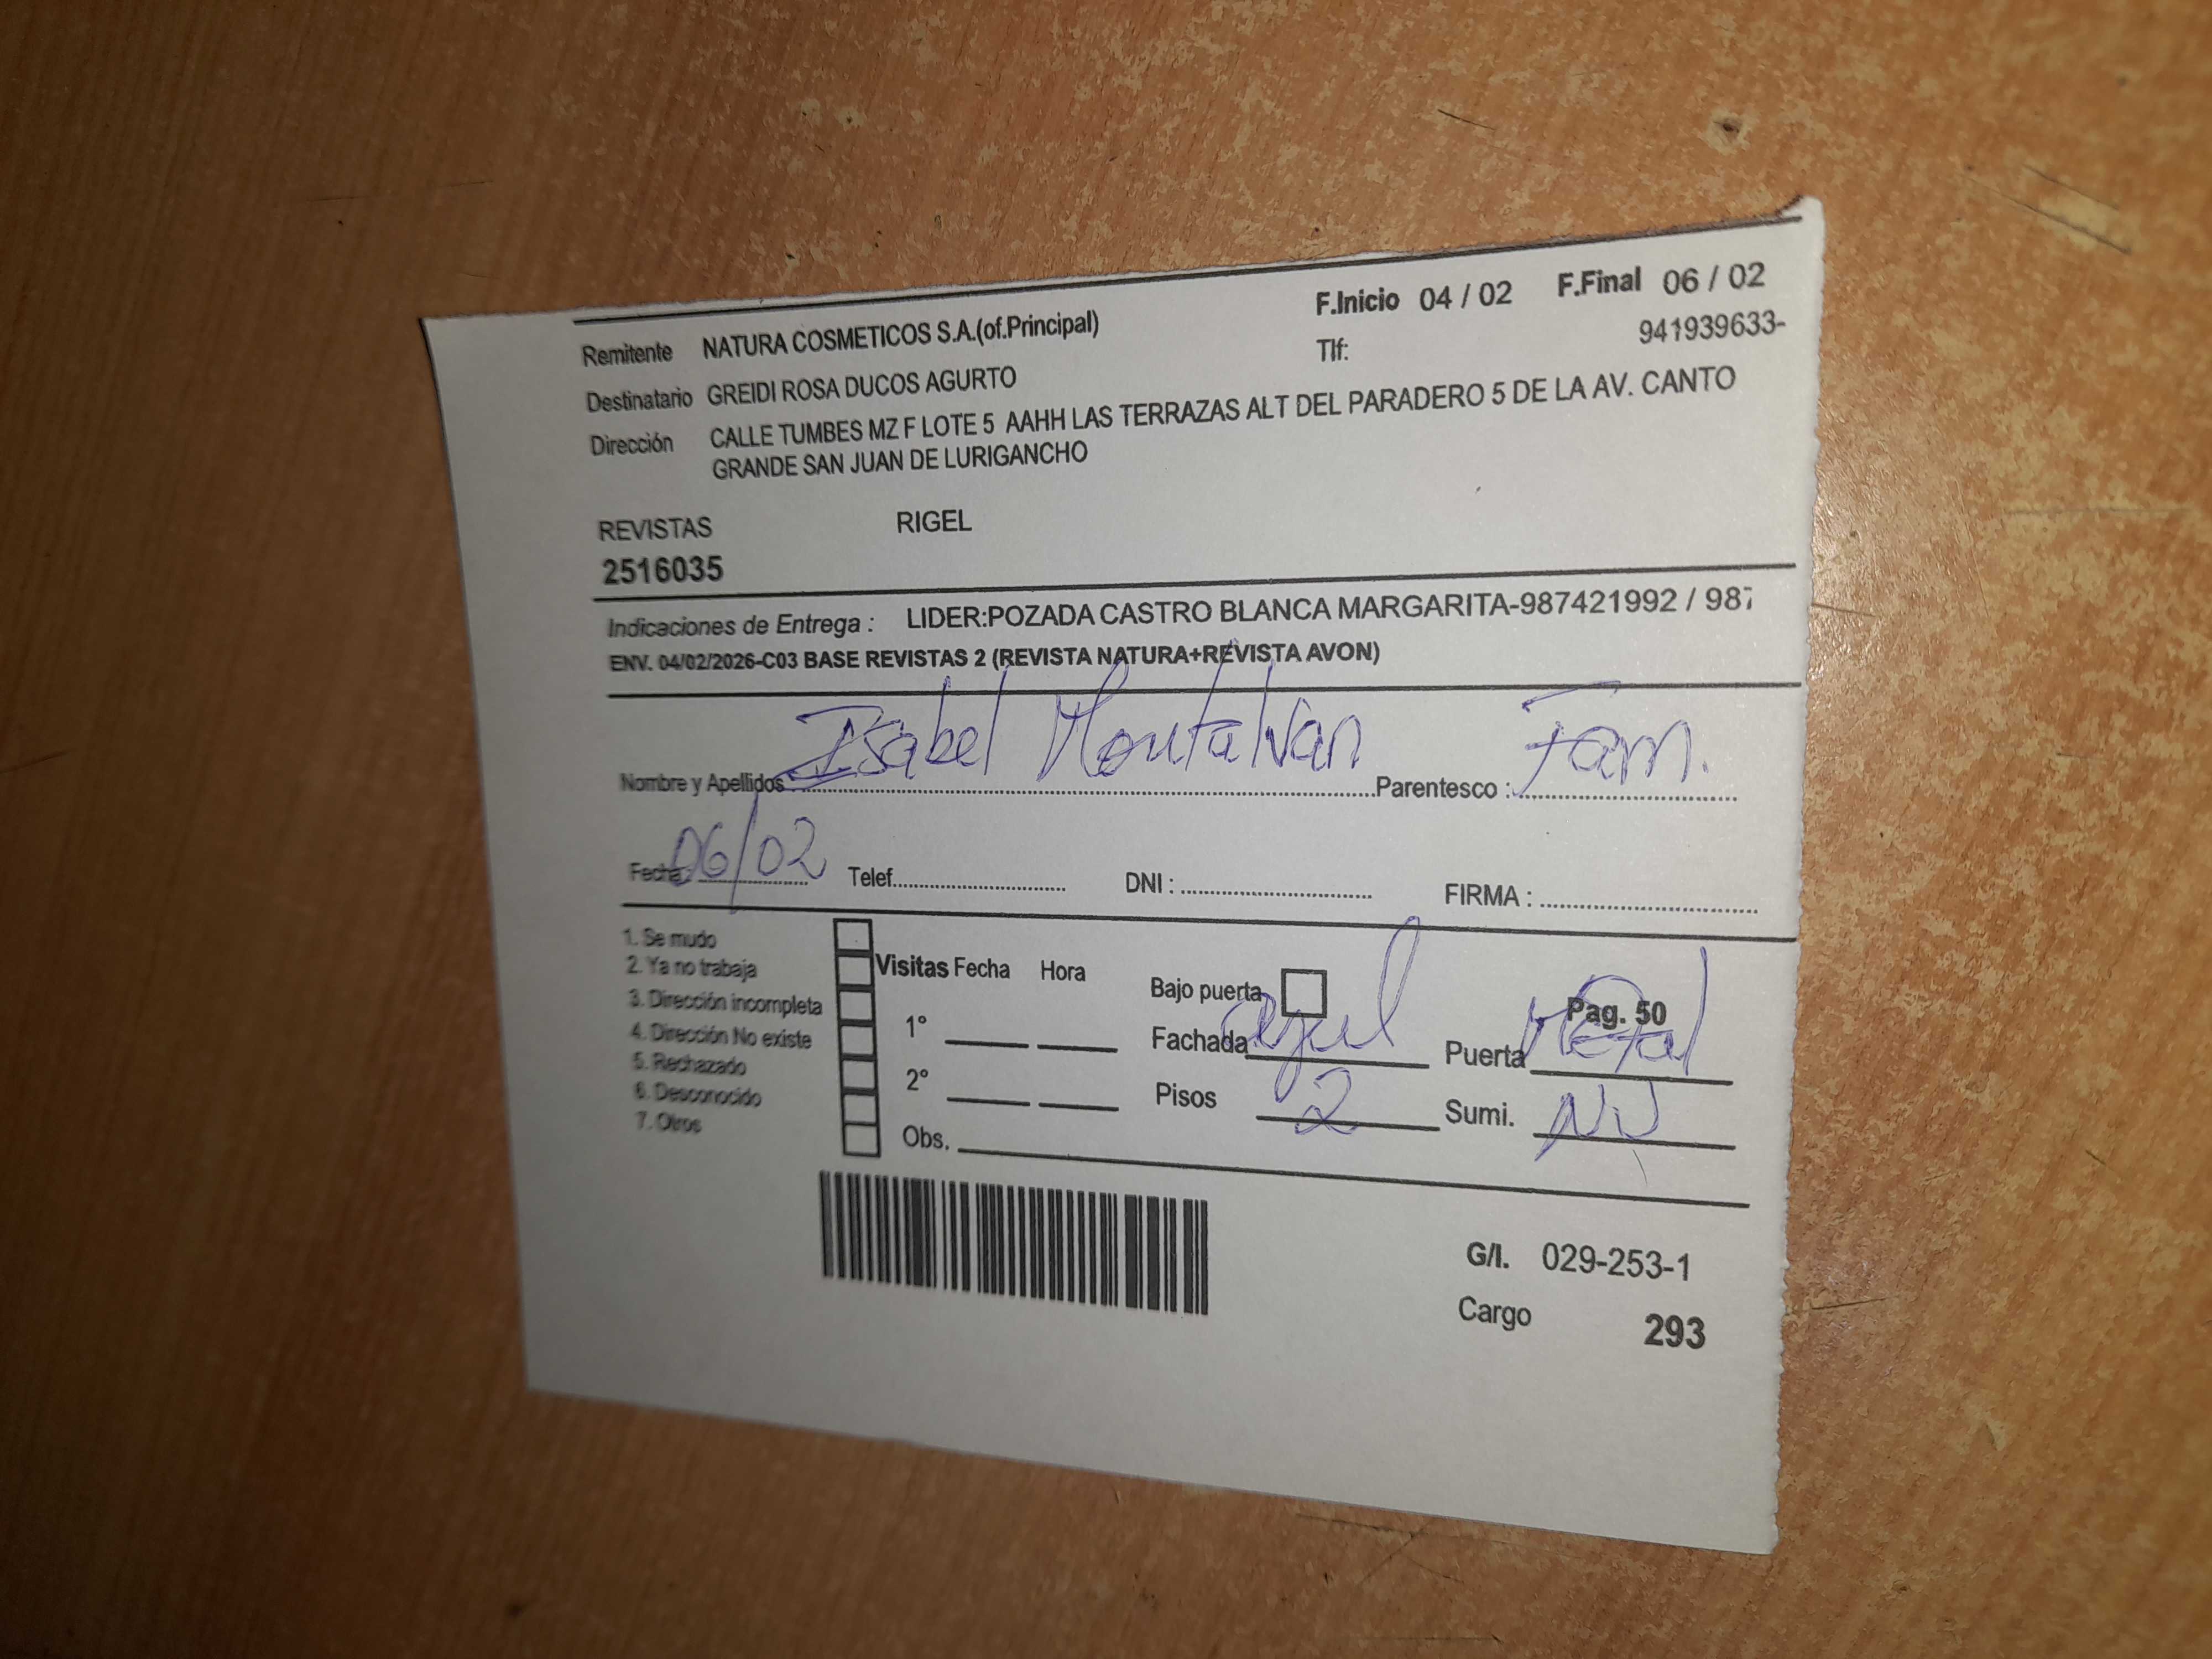 F.Inicio 04 / 02 F.Final 06 / 02
Remitente NATURA COSMETICOS S.A.(of.Principal) Tlf: 941939633-
Destinatario GREIDI ROSA DUCOS AGURTO
Dirección CALLE TUMBES MZ F LOTE 5 AAHH LAS TERRAZAS ALT DEL PARADERO 5 DE LA AV. CANTO
GRANDE SAN JUAN DE LURIGANCHO
REVISTAS RIGEL
2516035
Indicaciones de Entrega : LIDER:POZADA CASTRO BLANCA MARGARITA-987421992 / 987
ENV. 04/02/2026-C03 BASE REVISTAS 2 (REVISTA NATURA+REVISTA AVON)
Nombre y Apellidos : Isabel Montalvan Parentesco : Fam.
Fecha: 06/02 Telef. DNI : FIRMA :
1. Se mudo
2. Ya no trabaja
3. Dirección incompleta
4. Dirección No existe
5. Rechazado
6. Desconocido
7. Otros
Visitas Fecha Hora
1°
2°
Obs.
Bajo puerta Pag. 50
Fachada azul Puerta Metal
Pisos 2 Sumi.
G/I. 029-253-1
Cargo 293